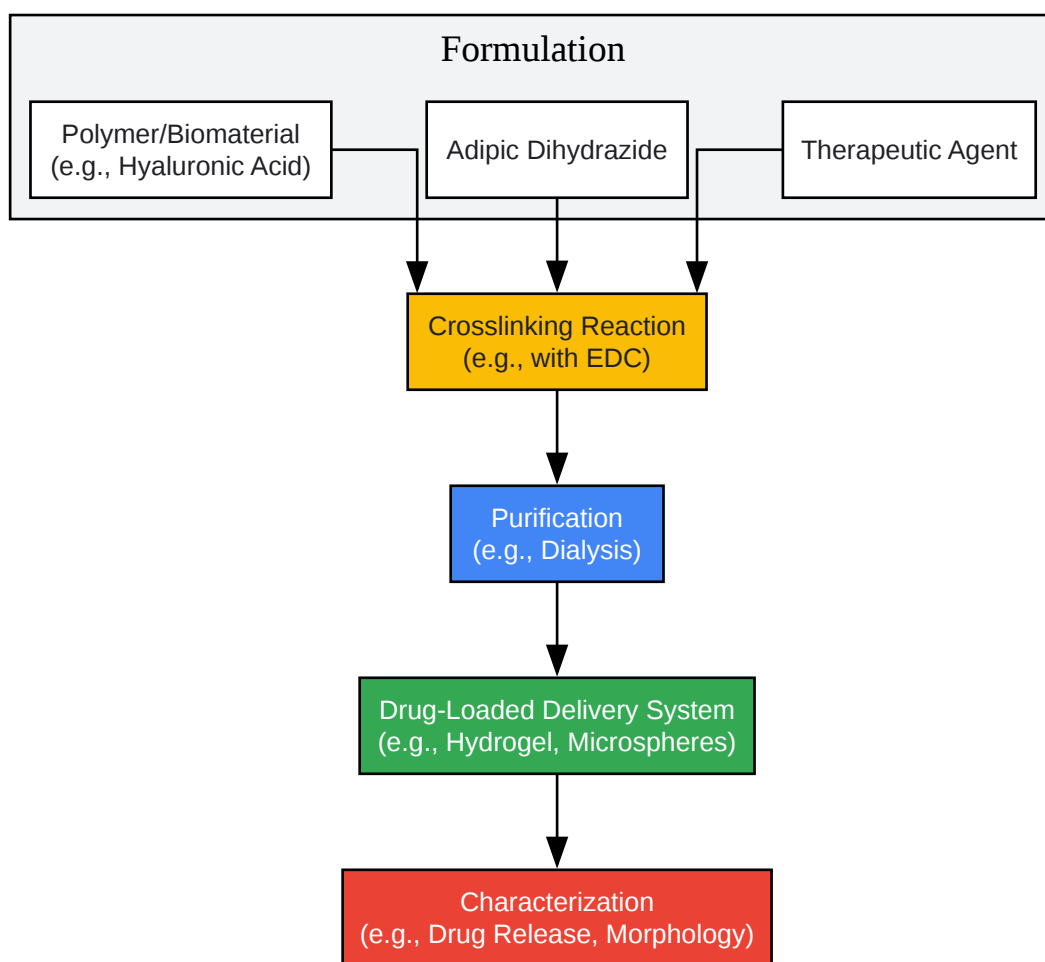 Formulation
Polymer/Biomaterial
(e.g., Hyaluronic Acid)
Adipic Dihydrazide
Therapeutic Agent
Crosslinking Reaction
(e.g., with EDC)
Purification
(e.g., Dialysis)
Drug-Loaded Delivery System
(e.g., Hydrogel, Microspheres)
Characterization
(e.g., Drug Release, Morphology)